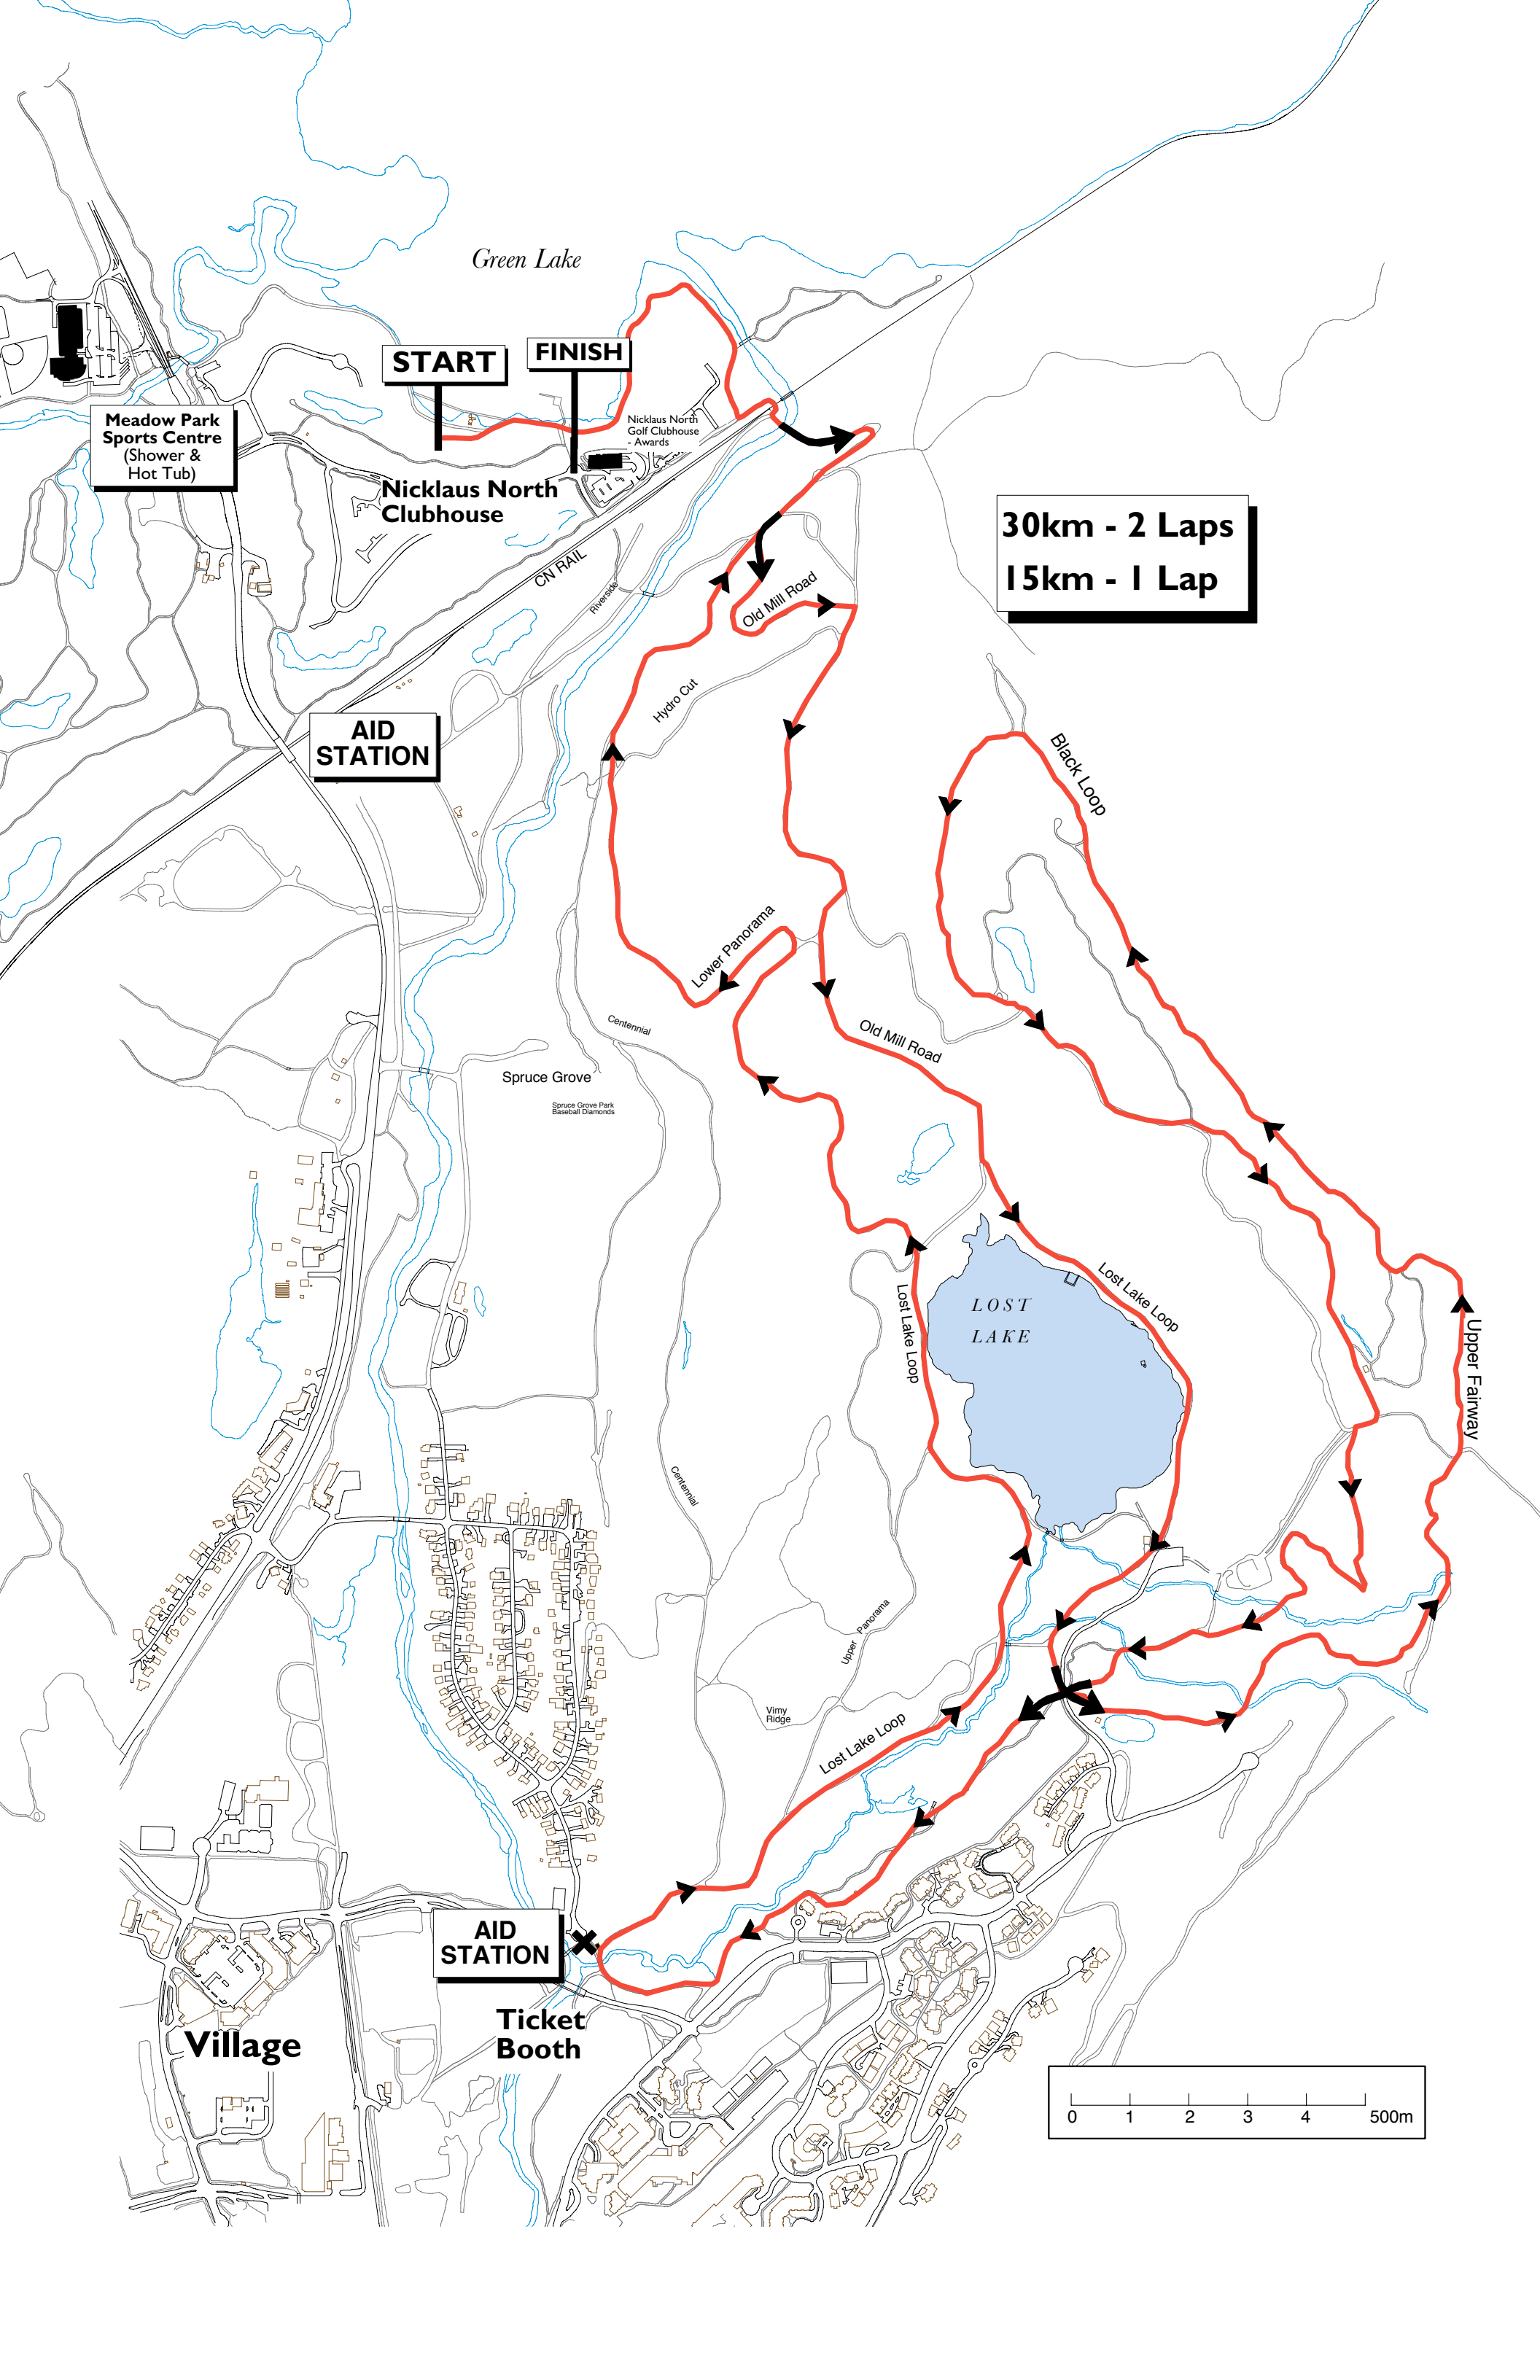 Green Lake
START
FINISH
Meadow Park
Sports Centre
(Shower &
Hot Tub)
Nicklaus North
Golf Clubhouse
- Awards
Nicklaus North
Clubhouse
30km - 2 Laps
15km - 1 Lap
CN RAIL
Riverside
Old Mill Road
Hydro Cut
AID
STATION
Black Loop
Lower Panorama
Centennial
Old Mill Road
Spruce Grove
Spruce Grove Park
Baseball Diamonds
LOST
LAKE
Lost Lake Loop
Lost Lake Loop
Upper Fairway
Centennial
Upper Panorama
Vimy
Ridge
Lost Lake Loop
AID
STATION
Ticket
Booth
Village
0 1 2 3 4 500m